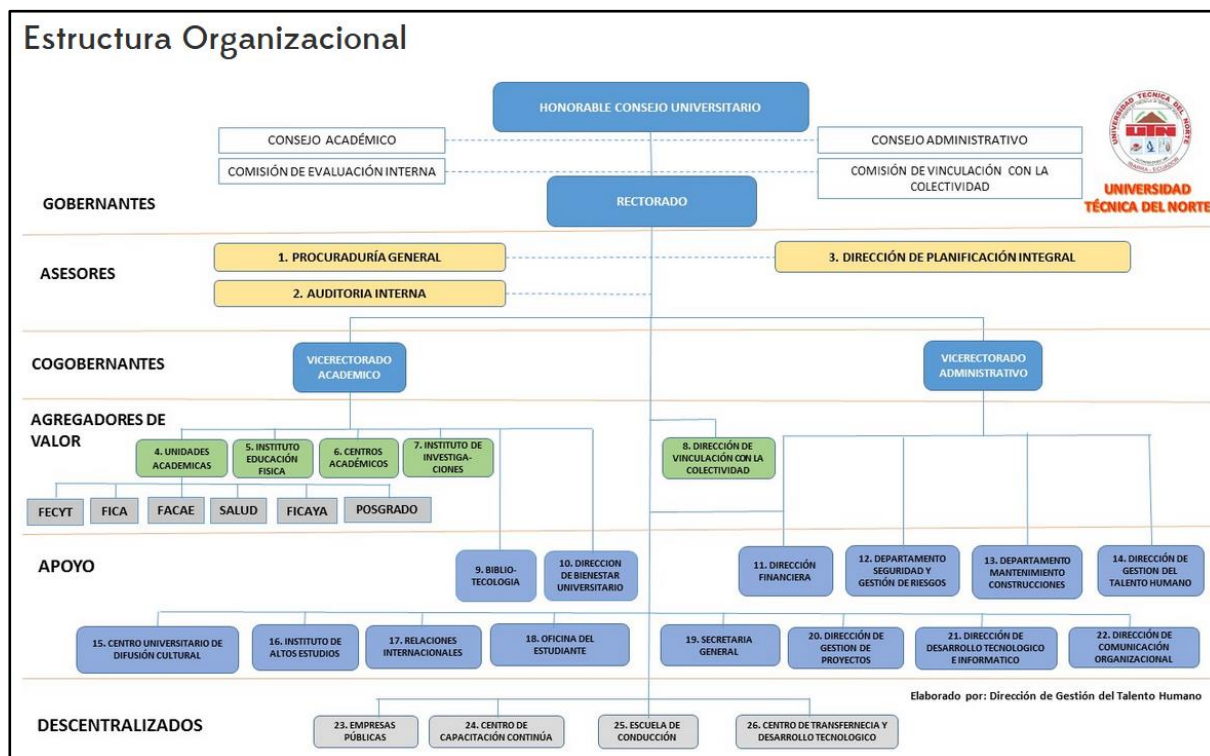 Estructura Organizacional
HONORABLE CONSEJO UNIVERSITARIO
CONSEJO ACADÉMICO
CONSEJO ADMINISTRATIVO
COMISIÓN DE EVALUACIÓN INTERNA
COMISIÓN DE VINCULACIÓN CON LA
COLECTIVIDAD
UNIVERSIDAD TECNICA DEL NORTE
UTN
IBARRA - ECUADOR
UNIVERSIDAD
TÉCNICA DEL NORTE
GOBERNANTES
RECTORADO
ASESORES
1. PROCURADURÍA GENERAL
3. DIRECCIÓN DE PLANIFICACIÓN INTEGRAL
2. AUDITORIA INTERNA
COGOBERNANTES
VICERECTORADO
ACADEMICO
VICERECTORADO
ADMINISTRATIVO
AGREGADORES DE
VALOR
4. UNIDADES
ACADEMICAS
5. INSTITUTO
EDUCACIÓN
FISICA
6. CENTROS
ACADÉMICOS
7. INSTITUTO DE
INVESTIGA-
CIONES
8. DIRECCIÓN DE
VINCULACIÓN CON LA
COLECTIVIDAD
FECYT
FICA
FACAE
SALUD
FICAYA
POSGRADO
APOYO
9. BIBLIO-
TECOLOGIA
10. DIRECCION
DE BIENESTAR
UNIVERSITARIO
11. DIRECCIÓN
FINANCIERA
12. DEPARTAMENTO
SEGURIDAD Y
GESTIÓN DE RIESGOS
13. DEPARTAMENTO
MANTENIMIENTO
CONSTRUCCIONES
14. DIRECCIÓN DE
GESTION DEL
TALENTO HUMANO
15. CENTRO UNIVERSITARIO DE
DIFUSIÓN CULTURAL
16. INSTITUTO DE
ALTOS ESTUDIOS
17. RELACIONES
INTERNACIONALES
18. OFICINA DEL
ESTUDIANTE
19. SECRETARIA
GENERAL
20. DIRECCIÓN DE
GESTION DE
PROYECTOS
21. DIRECCIÓN DE
DESARROLLO TECNOLOGICO
E INFORMATICO
22. DIRECCIÓN DE
COMUNICACIÓN
ORGANIZACIONAL
Elaborado por: Dirección de Gestión del Talento Humano
DESCENTRALIZADOS
23. EMPRESAS
PÚBLICAS
24. CENTRO DE
CAPACITACIÓN CONTINÚA
25. ESCUELA DE
CONDUCCIÓN
26. CENTRO DE TRANSFERNECIA Y
DESARROLLO TECNOLOGICO